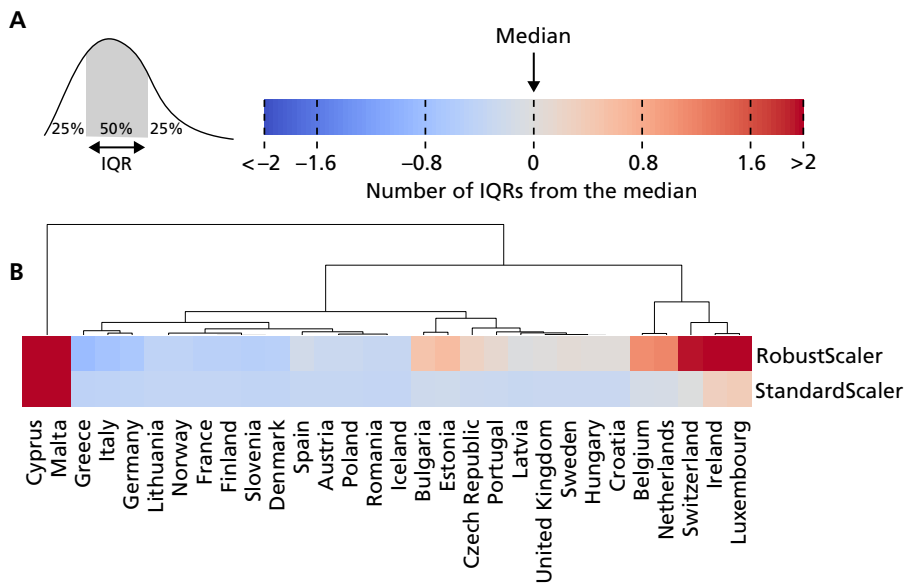 A
Median
25% 50% 25%
IQR
<−2 −1.6 −0.8 0 0.8 1.6 >2
Number of IQRs from the median
B
RobustScaler
StandardScaler
Cyprus
Malta
Greece
Italy
Germany
Lithuania
Norway
France
Finland
Slovenia
Denmark
Spain
Austria
Poland
Romania
Iceland
Bulgaria
Estonia
Czech Republic
Portugal
Latvia
United Kingdom
Sweden
Hungary
Croatia
Belgium
Netherlands
Switzerland
Ireland
Luxembourg